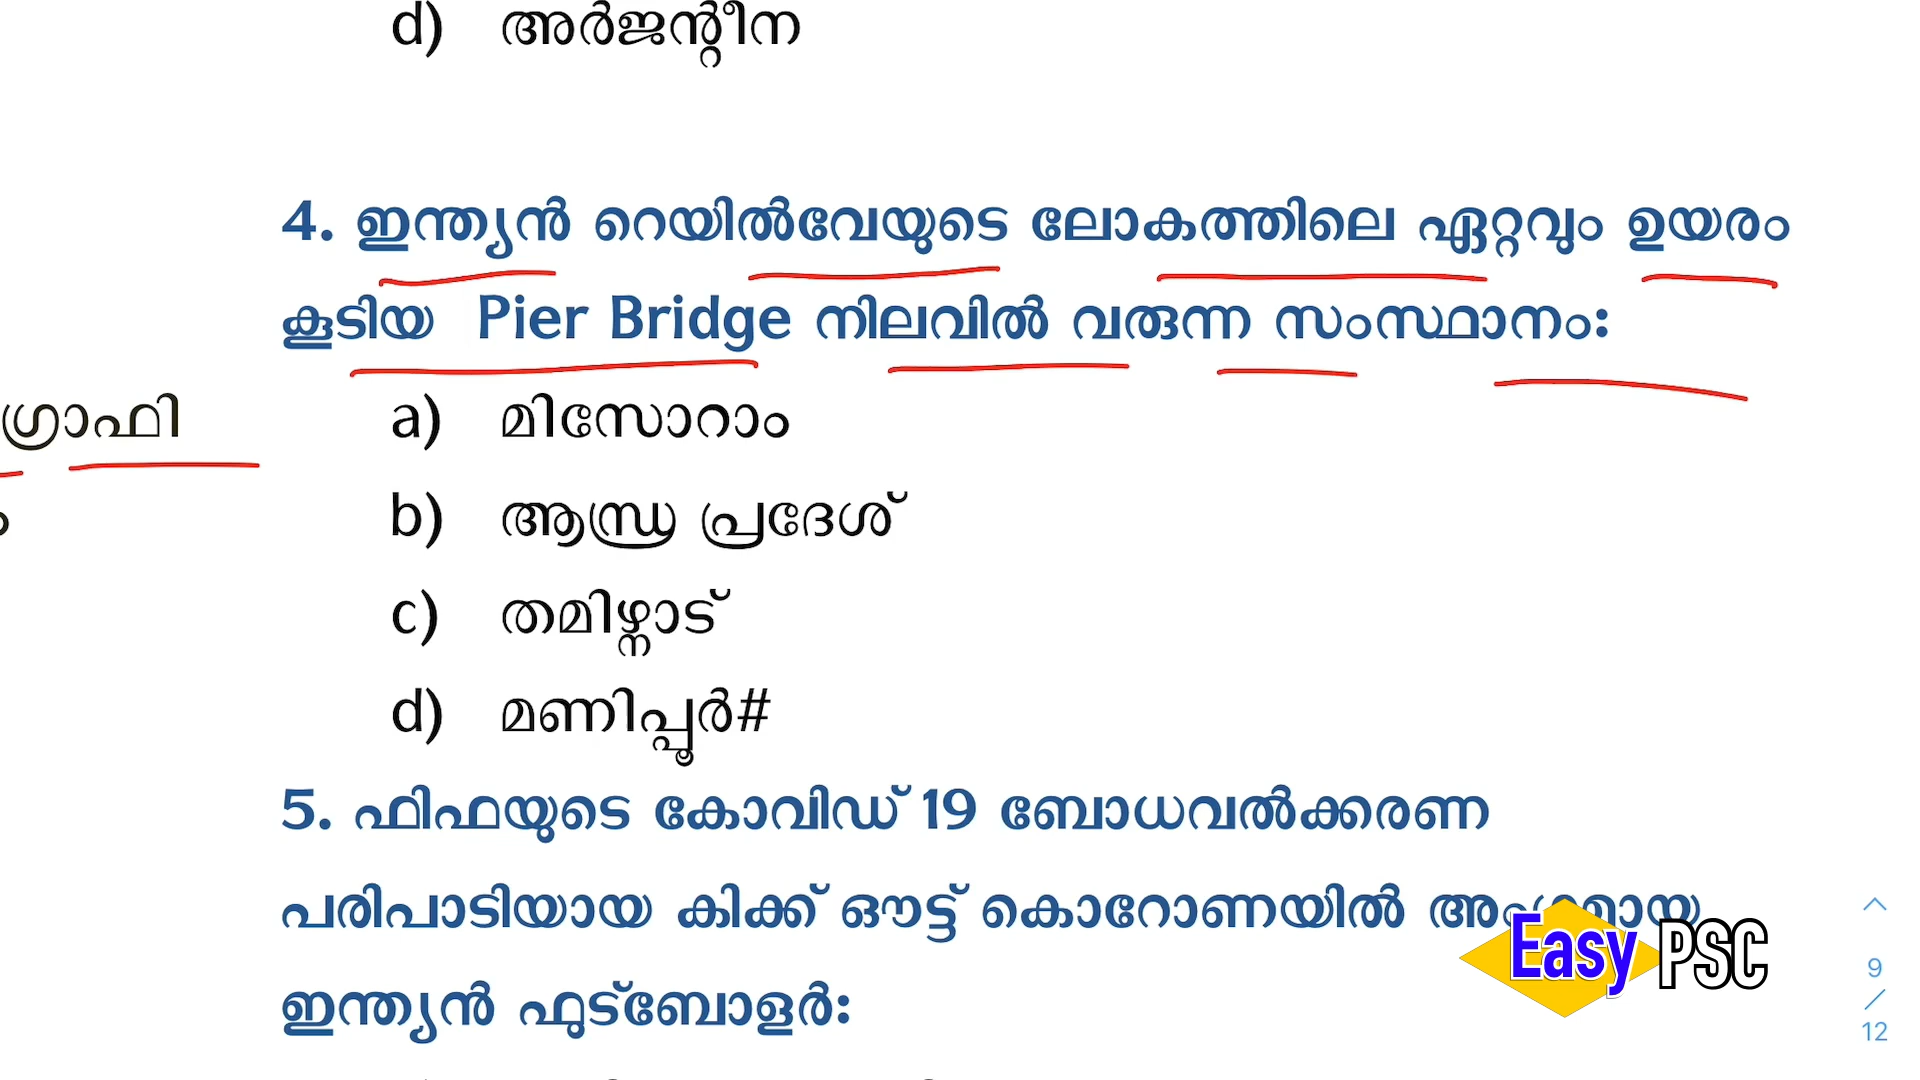 d) അർജന്റീന
4. ഇന്ത്യൻ റെയിൽവേയുടെ ലോകത്തിലെ ഏറ്റവും ഉയരം
കൂടിയ Pier Bridge നിലവിൽ വരുന്ന സംസ്ഥാനം:
ഗ്രാഫി
a) മിസോറാം
b) ആന്ധ്ര പ്രദേശ്
c) തമിഴ്നാട്
d) മണിപ്പൂർ#
5. ഫിഫയുടെ കോവിഡ് 19 ബോധവൽക്കരണ
പരിപാടിയായ കിക്ക് ഔട്ട് കൊറോണയിൽ
ഇന്ത്യൻ ഫുട്ബോളർ:
Easy PSC
9
/
12